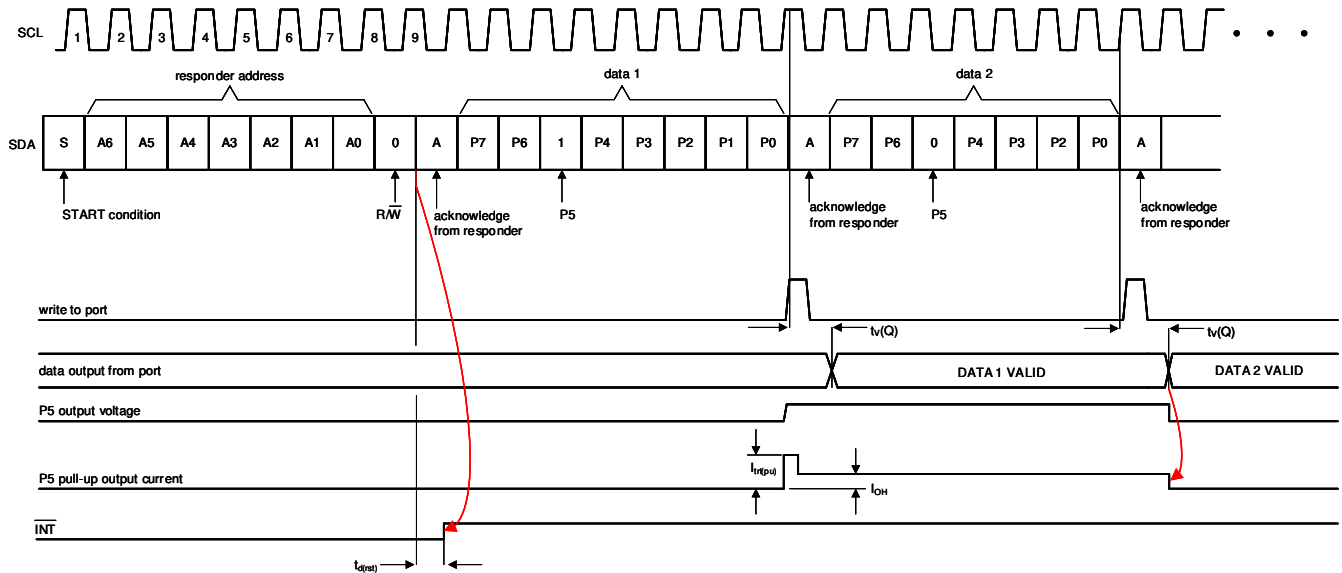 SCL 1 2 3 4 5 6 7 8 9
responder address data 1 data 2
SDA S A6 A5 A4 A3 A2 A1 A0 0 A P7 P6 1 P4 P3 P2 P1 P0 A P7 P6 0 P4 P3 P2 P0 A
START condition R/W̅ acknowledge from responder P5 acknowledge from responder P5 acknowledge from responder
write to port
tv(Q) tv(Q)
data output from port DATA 1 VALID DATA 2 VALID
P5 output voltage
Itrt(pu)
P5 pull-up output current IOH
I̅N̅T̅
td(rst)